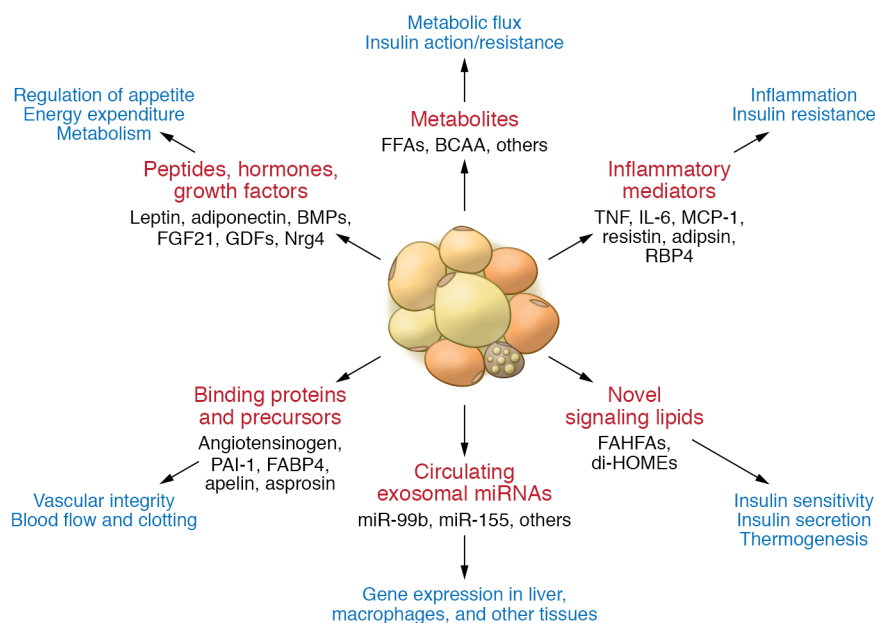 Metabolic flux
Insulin action/resistance
Metabolites
FFAs, BCAA, others
Regulation of appetite
Energy expenditure
Metabolism
Peptides, hormones,
growth factors
Leptin, adiponectin, BMPs,
FGF21, GDFs, Nrg4
Inflammation
Insulin resistance
Inflammatory
mediators
TNF, IL-6, MCP-1,
resistin, adipsin,
RBP4
Binding proteins
and precursors
Angiotensinogen,
PAI-1, FABP4,
apelin, asprosin
Vascular integrity
Blood flow and clotting
Circulating
exosomal miRNAs
miR-99b, miR-155, others
Gene expression in liver,
macrophages, and other tissues
Novel
signaling lipids
FAHFAs,
di-HOMEs
Insulin sensitivity
Insulin secretion
Thermogenesis